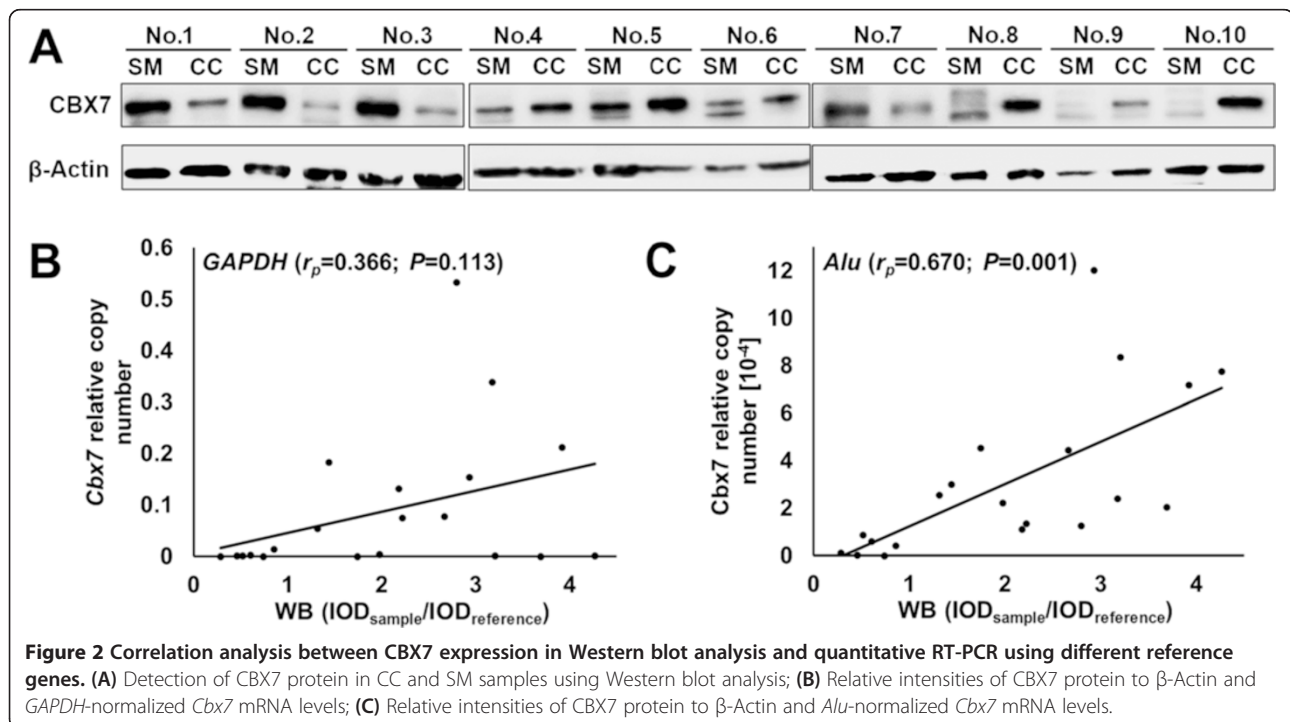 A
No.1 No.2 No.3 No.4 No.5 No.6 No.7 No.8 No.9 No.10
SM CC SM CC SM CC SM CC SM CC SM CC SM CC SM CC SM CC SM CC
CBX7
β-Actin
B
GAPDH (rp=0.366; P=0.113)
Cbx7 relative copy
number
0.6
0.5
0.4
0.3
0.2
0.1
0
0 1 2 3 4
WB (IODsample/IODreference)
C
Alu (rp=0.670; P=0.001)
Cbx7 relative copy
number [10-4]
12
10
8
6
4
2
0
0 1 2 3 4
WB (IODsample/IODreference)
Figure 2 Correlation analysis between CBX7 expression in Western blot analysis and quantitative RT-PCR using different reference
genes. (A) Detection of CBX7 protein in CC and SM samples using Western blot analysis; (B) Relative intensities of CBX7 protein to β-Actin and
GAPDH-normalized Cbx7 mRNA levels; (C) Relative intensities of CBX7 protein to β-Actin and Alu-normalized Cbx7 mRNA levels.